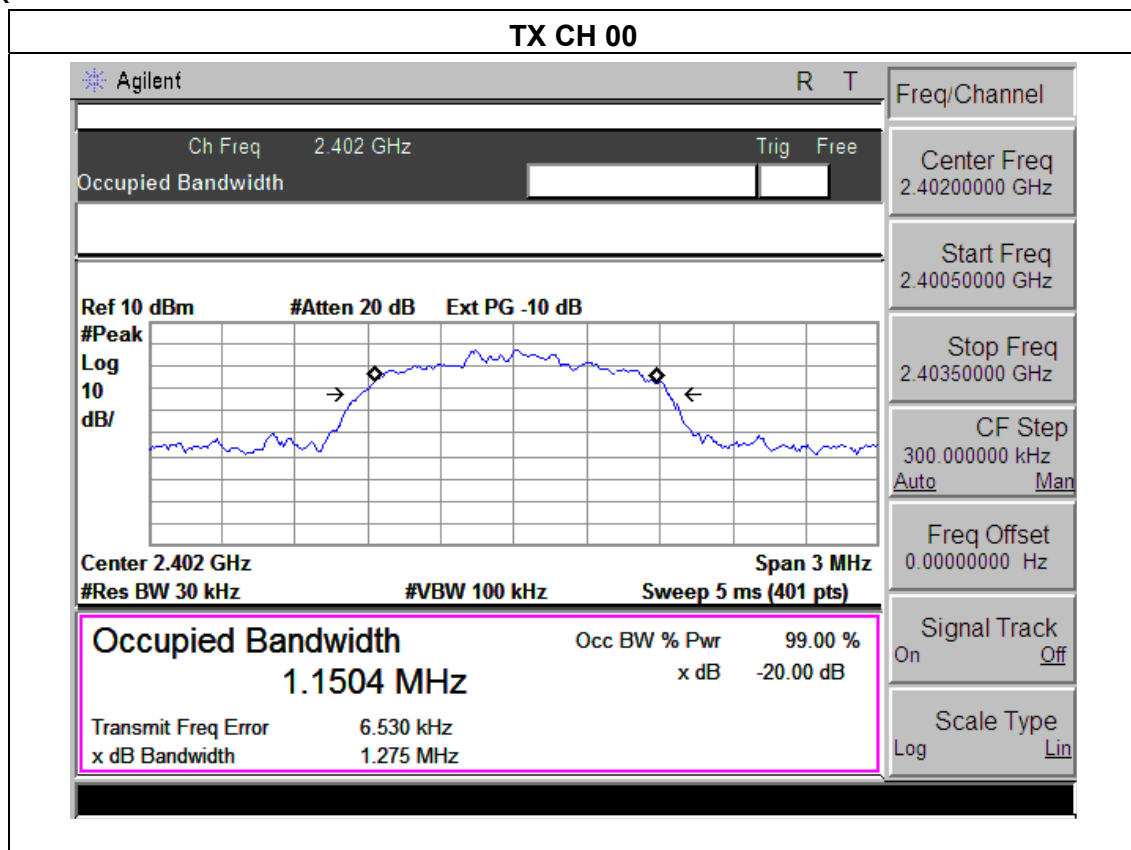 TX CH 00
Agilent R T
Ch Freq 2.402 GHz Trig Free
Occupied Bandwidth
Ref 10 dBm #Atten 20 dB Ext PG -10 dB
#Peak
Log
10
dB/
Center 2.402 GHz Span 3 MHz
#Res BW 30 kHz #VBW 100 kHz Sweep 5 ms (401 pts)
Occupied Bandwidth Occ BW % Pwr 99.00 %
1.1504 MHz x dB -20.00 dB
Transmit Freq Error 6.530 kHz
x dB Bandwidth 1.275 MHz
Freq/Channel
Center Freq
2.40200000 GHz
Start Freq
2.40050000 GHz
Stop Freq
2.40350000 GHz
CF Step
300.000000 kHz
Auto Man
Freq Offset
0.00000000 Hz
Signal Track
On Off
Scale Type
Log Lin